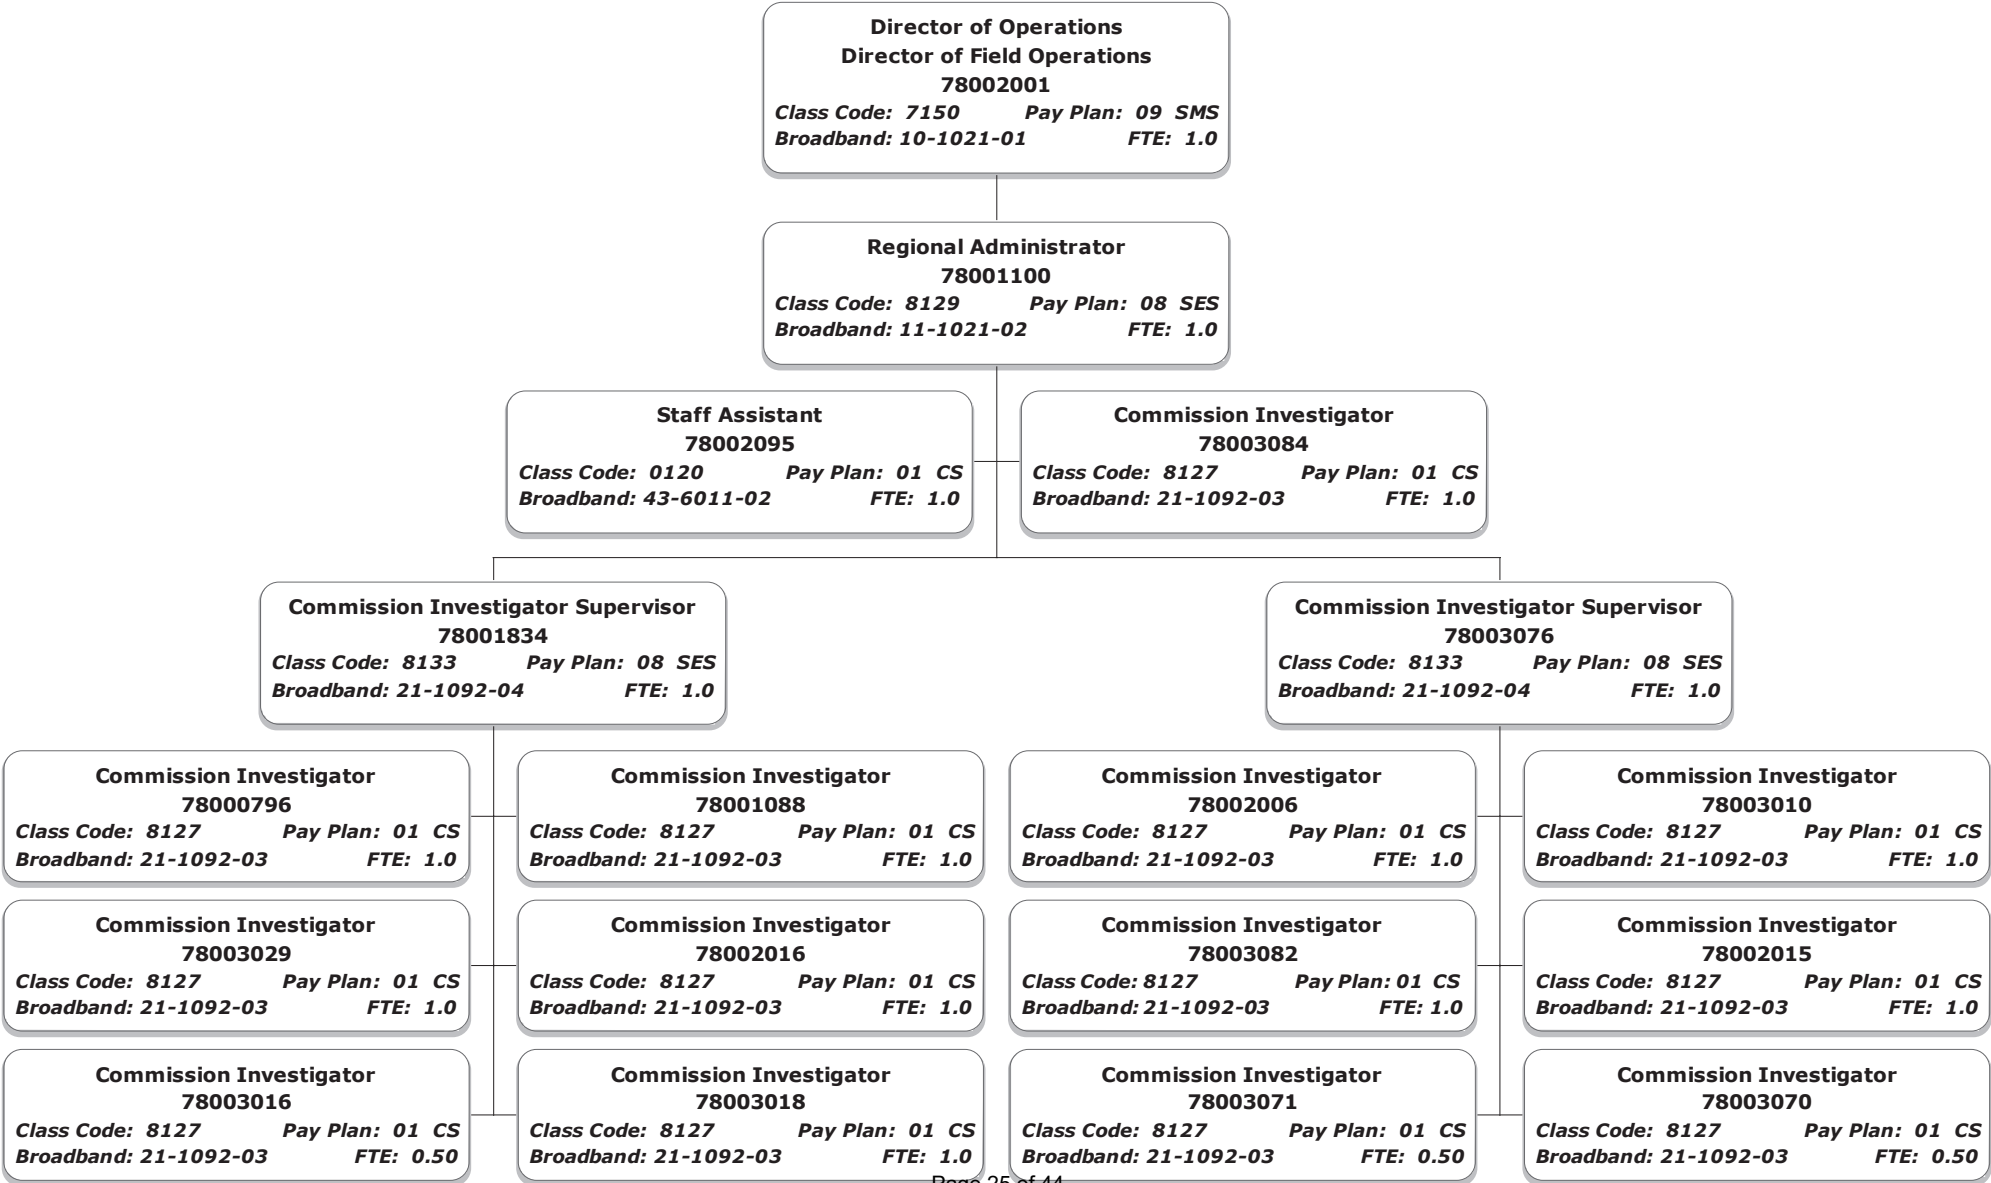 Director of Operations
Director of Field Operations
78002001
Class Code: 7150 Pay Plan: 09 SMS
Broadband: 10-1021-01 FTE: 1.0
Regional Administrator
78001100
Class Code: 8129 Pay Plan: 08 SES
Broadband: 11-1021-02 FTE: 1.0
Staff Assistant
78002095
Class Code: 0120 Pay Plan: 01 CS
Broadband: 43-6011-02 FTE: 1.0
Commission Investigator
78003084
Class Code: 8127 Pay Plan: 01 CS
Broadband: 21-1092-03 FTE: 1.0
Commission Investigator Supervisor
78001834
Class Code: 8133 Pay Plan: 08 SES
Broadband: 21-1092-04 FTE: 1.0
Commission Investigator Supervisor
78003076
Class Code: 8133 Pay Plan: 08 SES
Broadband: 21-1092-04 FTE: 1.0
Commission Investigator
78000796
Class Code: 8127 Pay Plan: 01 CS
Broadband: 21-1092-03 FTE: 1.0
Commission Investigator
78001088
Class Code: 8127 Pay Plan: 01 CS
Broadband: 21-1092-03 FTE: 1.0
Commission Investigator
78002006
Class Code: 8127 Pay Plan: 01 CS
Broadband: 21-1092-03 FTE: 1.0
Commission Investigator
78003010
Class Code: 8127 Pay Plan: 01 CS
Broadband: 21-1092-03 FTE: 1.0
Commission Investigator
78003029
Class Code: 8127 Pay Plan: 01 CS
Broadband: 21-1092-03 FTE: 1.0
Commission Investigator
78002016
Class Code: 8127 Pay Plan: 01 CS
Broadband: 21-1092-03 FTE: 1.0
Commission Investigator
78003082
Class Code: 8127 Pay Plan: 01 CS
Broadband: 21-1092-03 FTE: 1.0
Commission Investigator
78002015
Class Code: 8127 Pay Plan: 01 CS
Broadband: 21-1092-03 FTE: 1.0
Commission Investigator
78003016
Class Code: 8127 Pay Plan: 01 CS
Broadband: 21-1092-03 FTE: 0.50
Commission Investigator
78003018
Class Code: 8127 Pay Plan: 01 CS
Broadband: 21-1092-03 FTE: 1.0
Commission Investigator
78003071
Class Code: 8127 Pay Plan: 01 CS
Broadband: 21-1092-03 FTE: 0.50
Commission Investigator
78003070
Class Code: 8127 Pay Plan: 01 CS
Broadband: 21-1092-03 FTE: 0.50
Page 25 of 44